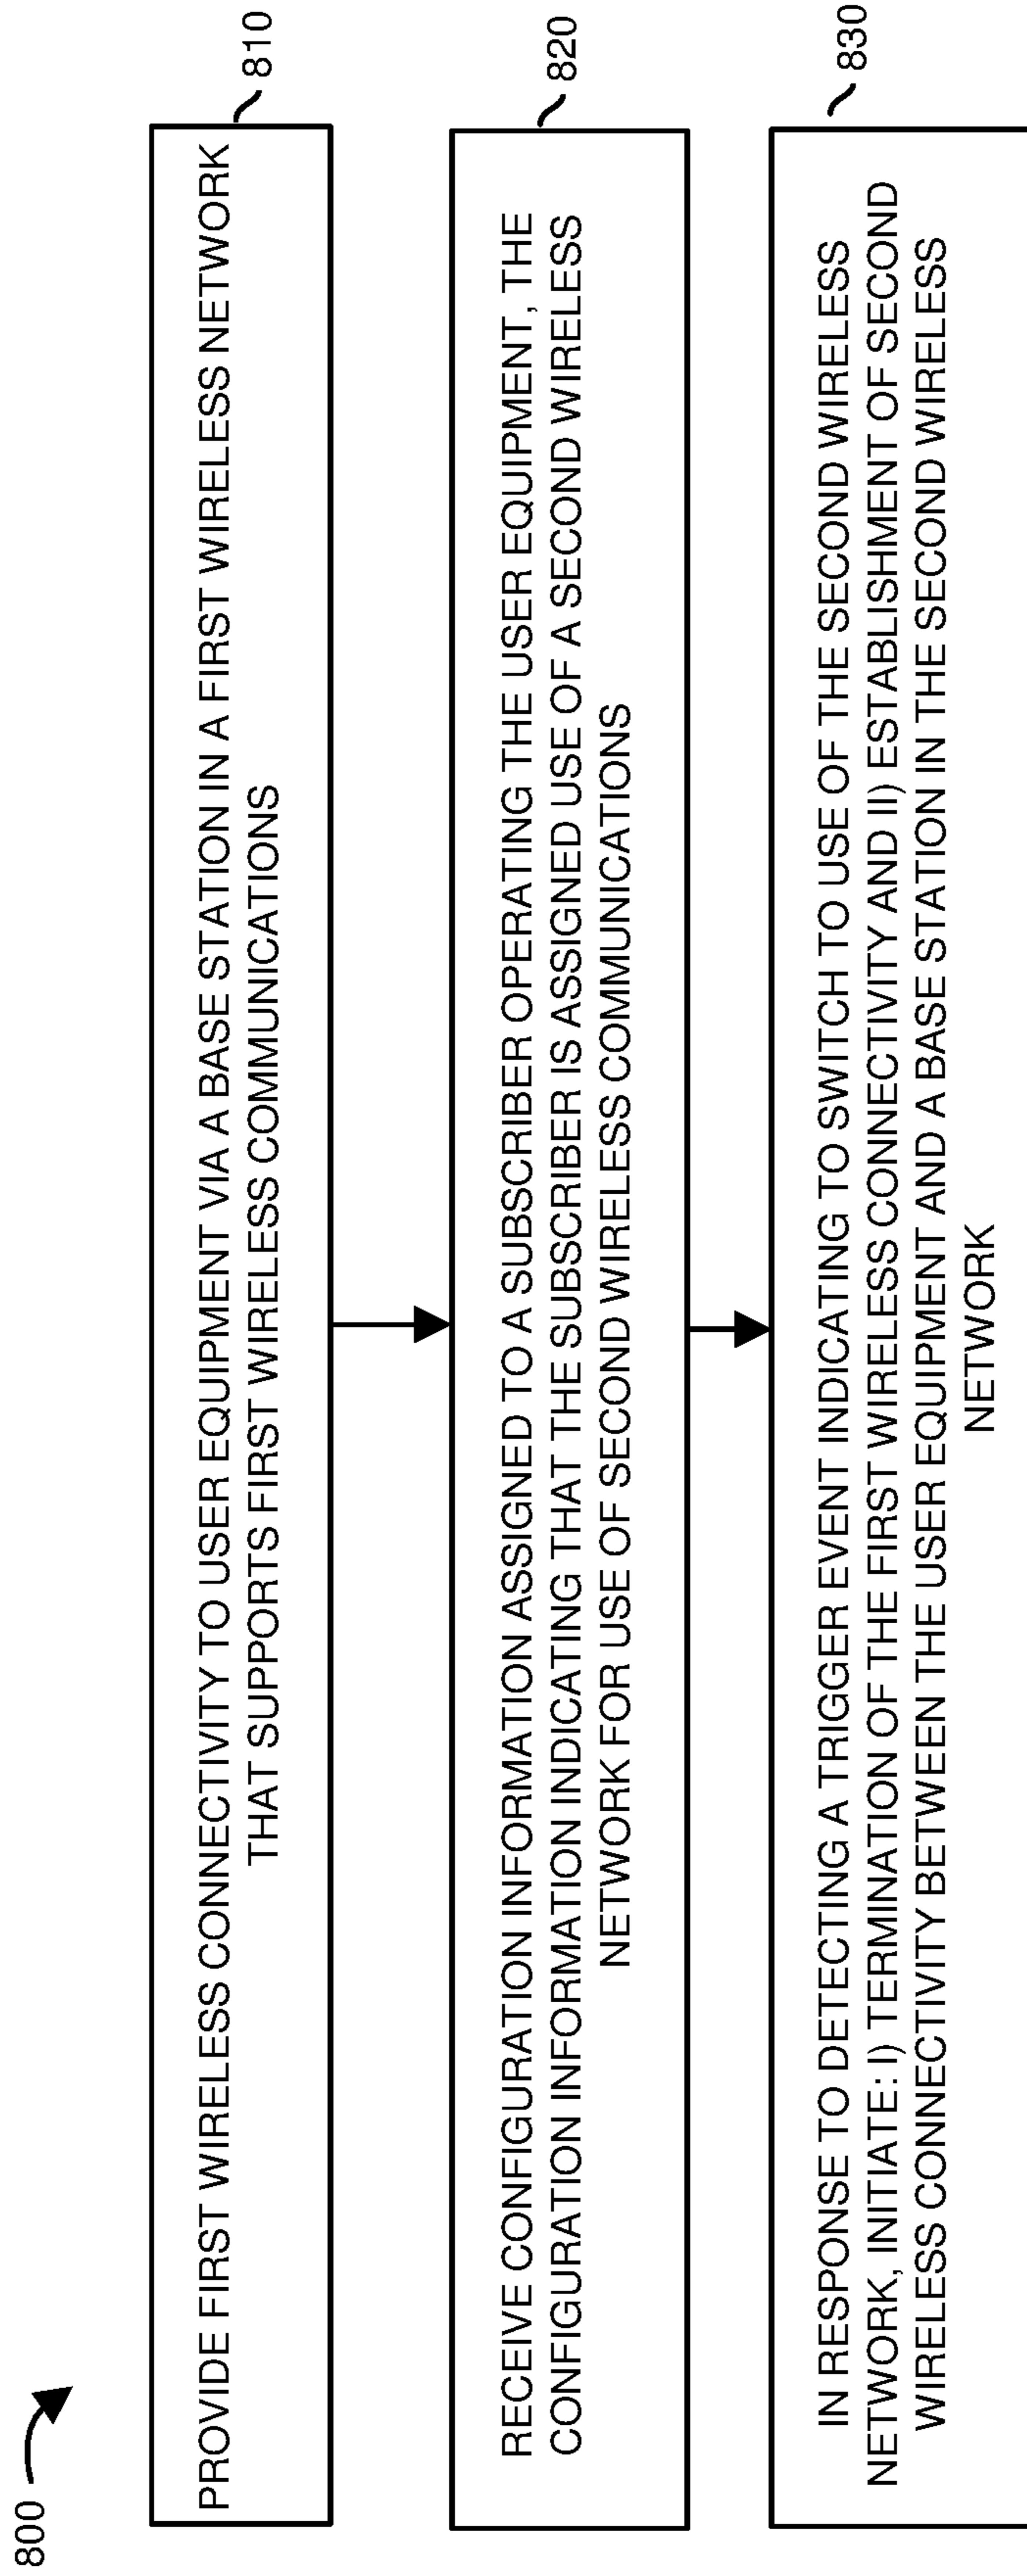 800
PROVIDE FIRST WIRELESS CONNECTIVITY TO USER EQUIPMENT VIA A BASE STATION IN A FIRST WIRELESS NETWORK
THAT SUPPORTS FIRST WIRELESS COMMUNICATIONS
810
RECEIVE CONFIGURATION INFORMATION ASSIGNED TO A SUBSCRIBER OPERATING THE USER EQUIPMENT, THE
CONFIGURATION INFORMATION INDICATING THAT THE SUBSCRIBER IS ASSIGNED USE OF A SECOND WIRELESS
NETWORK FOR USE OF SECOND WIRELESS COMMUNICATIONS
820
IN RESPONSE TO DETECTING A TRIGGER EVENT INDICATING TO SWITCH TO USE OF THE SECOND WIRELESS
NETWORK, INITIATE: I) TERMINATION OF THE FIRST WIRELESS CONNECTIVITY AND II) ESTABLISHMENT OF SECOND
WIRELESS CONNECTIVITY BETWEEN THE USER EQUIPMENT AND A BASE STATION IN THE SECOND WIRELESS
NETWORK
830